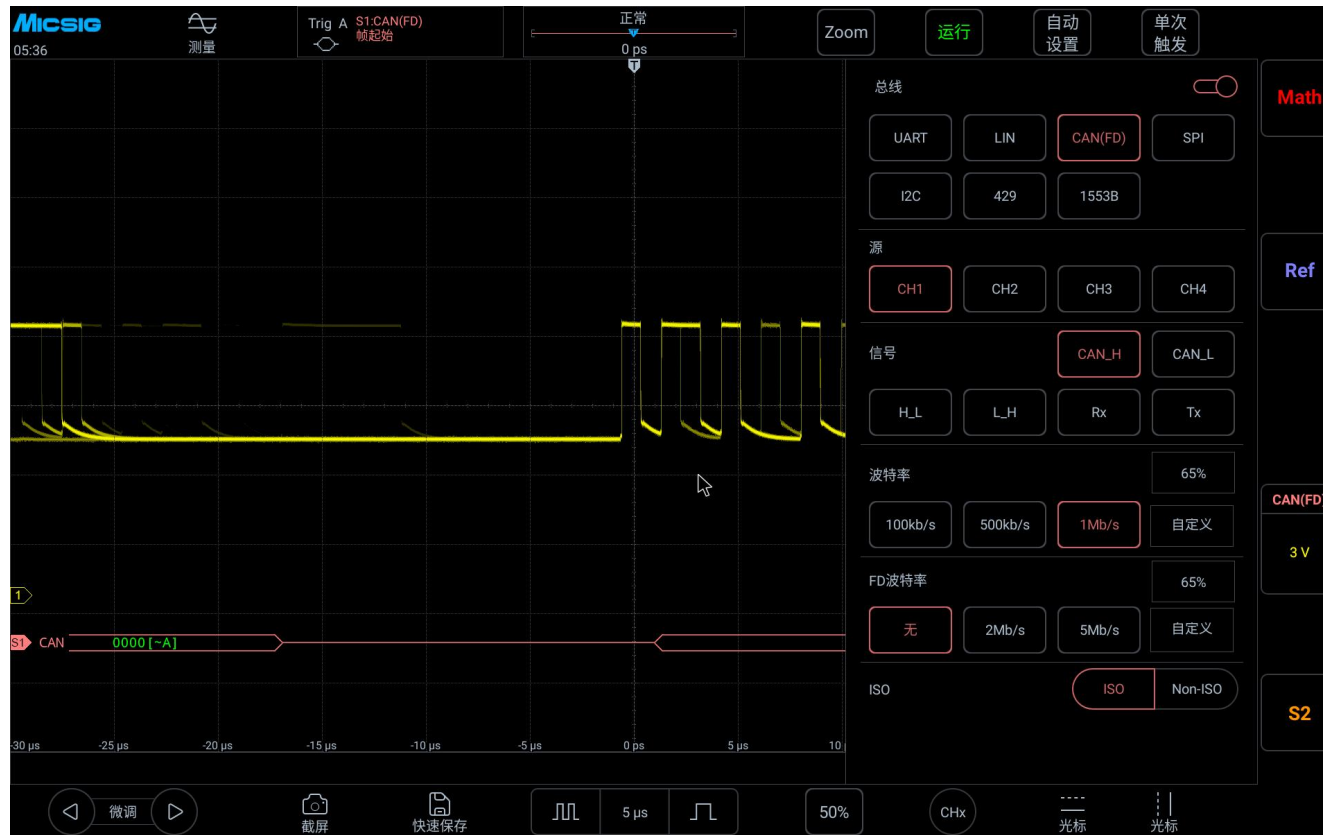 Micsig
05:36
测量
Trig A S1:CAN(FD)
帧起始
正常
0 ps
Zoom
运行
自动
设置
单次
触发
T
总线
UART LIN CAN(FD) SPI
I2C 429 1553B
源
CH1 CH2 CH3 CH4
信号 CAN_H CAN_L
H_L L_H Rx Tx
波特率 65%
100kb/s 500kb/s 1Mb/s 自定义
FD波特率 65%
无 2Mb/s 5Mb/s 自定义
ISO ISO Non-ISO
Math
Ref
CAN(FD)
3 V
S2
1
S1 CAN 0000[~A]
-30 μs -25 μs -20 μs -15 μs -10 μs -5 μs 0 ps 5 μs 10
微调
截屏
快速保存
5 μs
50%
CHx
光标
光标